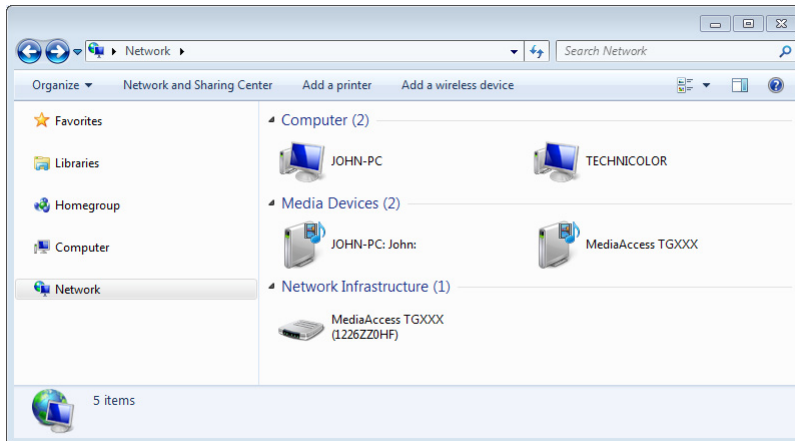 Network
Search Network
Organize
Network and Sharing Center
Add a printer
Add a wireless device
Favorites
Libraries
Homegroup
Computer
Network
Computer (2)
JOHN-PC
TECHNICOLOR
Media Devices (2)
JOHN-PC: John:
MediaAccess TGXXX
Network Infrastructure (1)
MediaAccess TGXXX
(1226ZZ0HF)
5 items